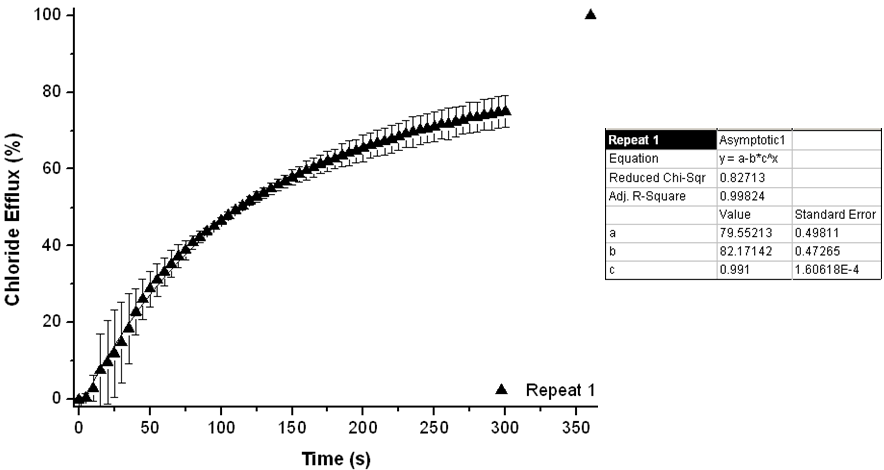 100
80
60
40
20
0
Chloride Efflux (%)
0 50 100 150 200 250 300 350
Time (s)
Repeat 1
Repeat 1 Asymptotic1
Equation y = a-b*c^x
Reduced Chi-Sqr 0.82713
Adj. R-Square 0.99824
Value Standard Error
a 79.55213 0.49811
b 82.17142 0.47265
c 0.991 1.60618E-4